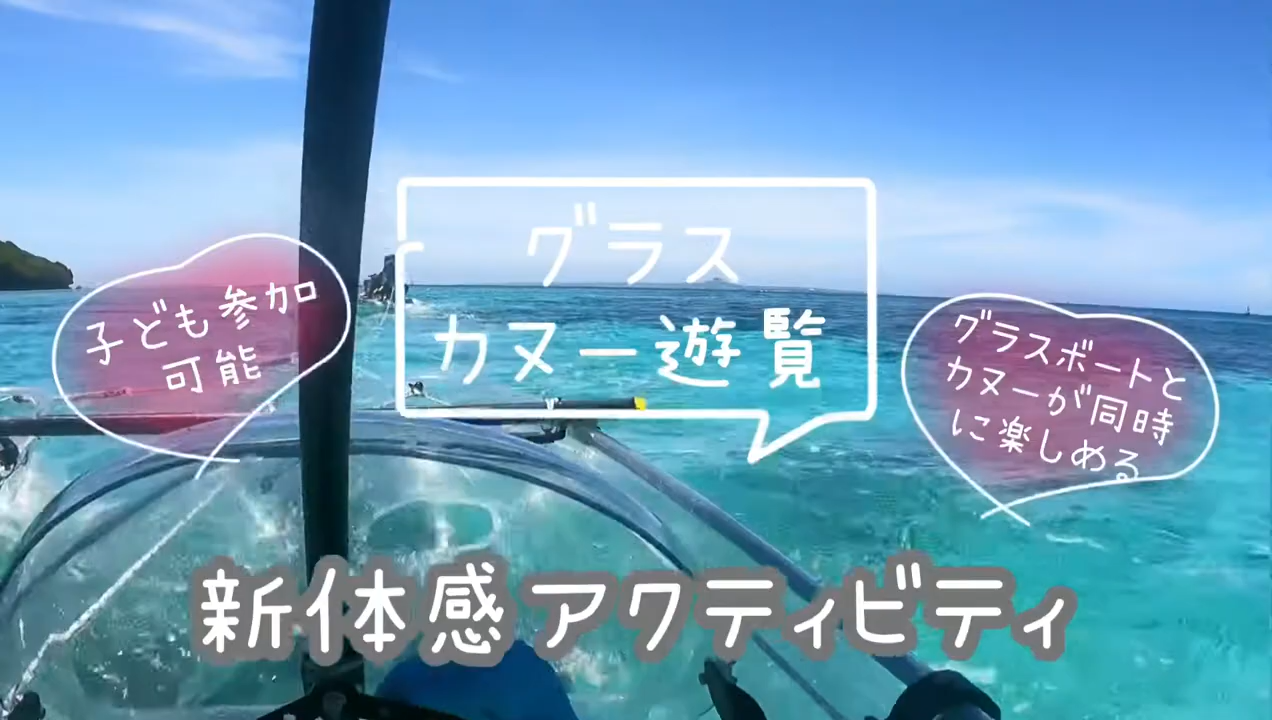 グラス
カヌー遊覧
子ども参加
可能
グラスボートと
カヌーが同時
に楽しめる
新体感アクティビティ